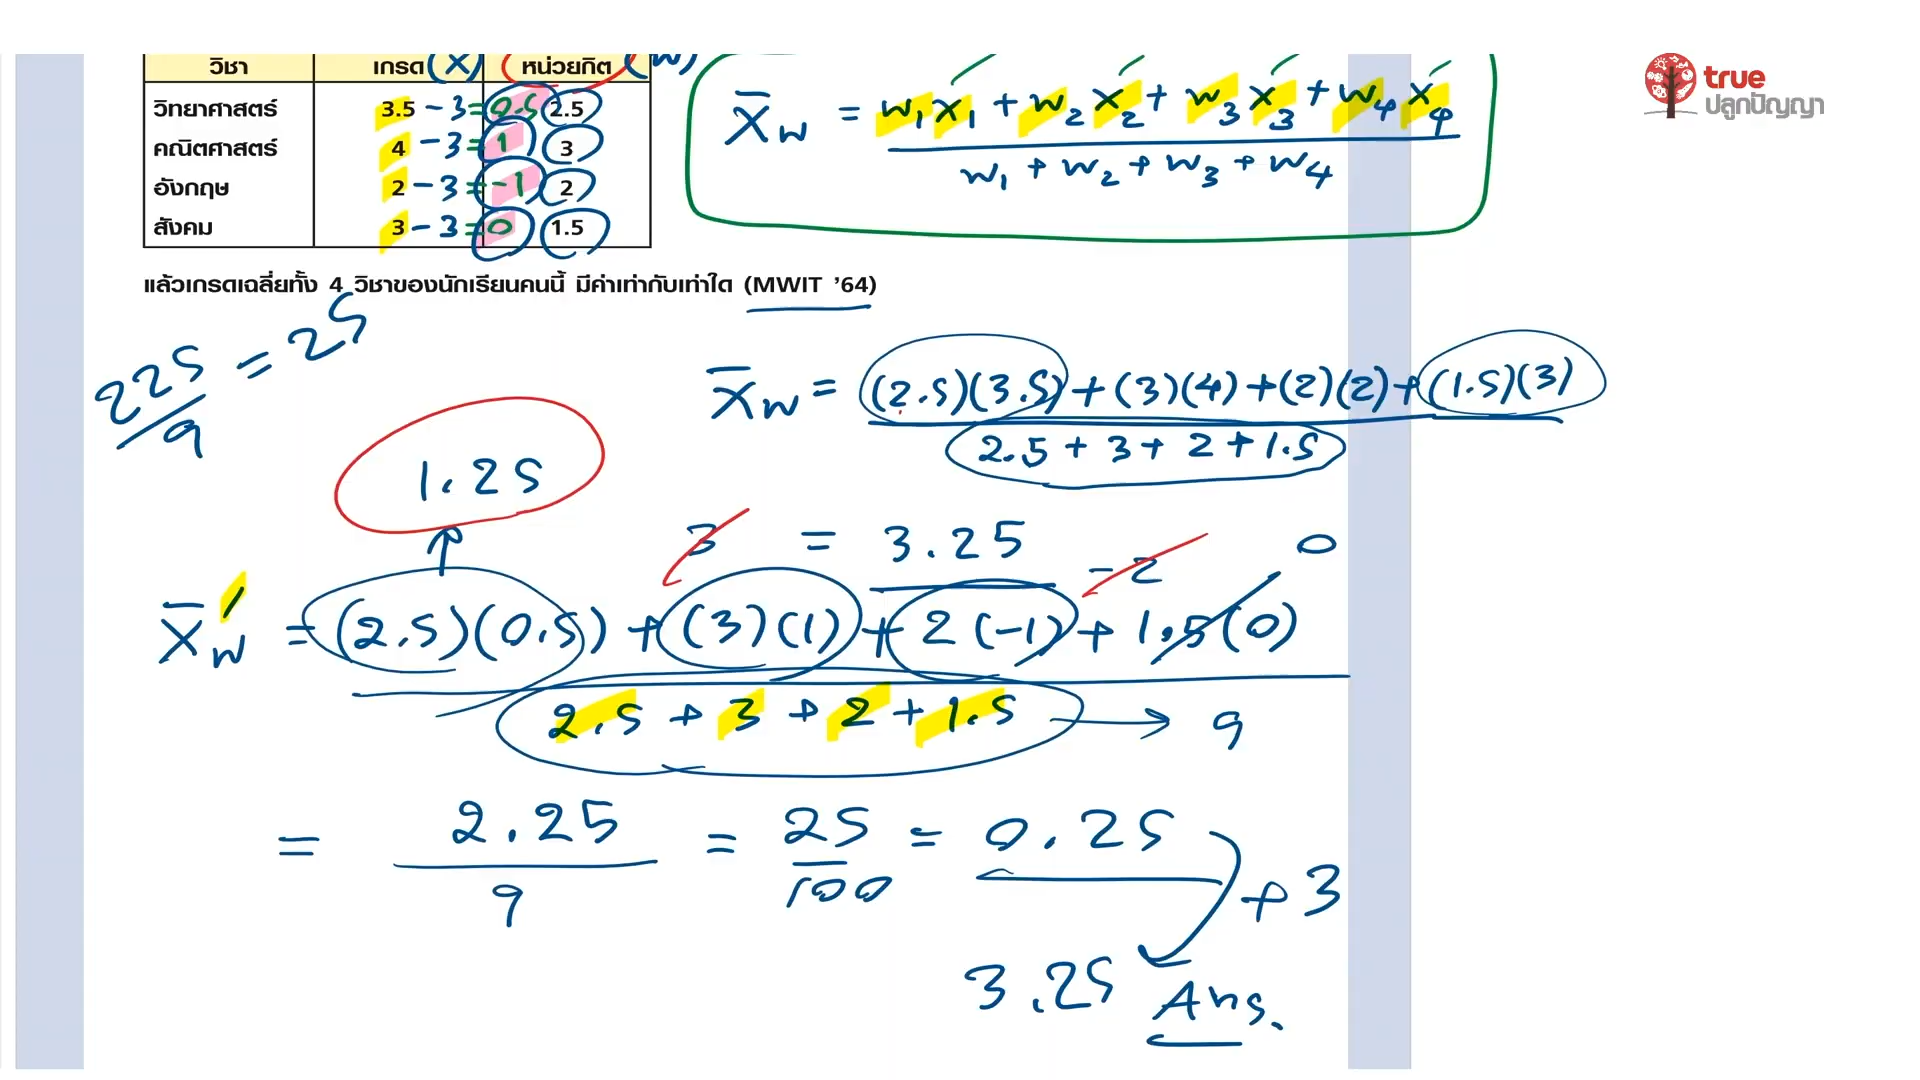 วิชา เกรด (x) หน่วยกิต (w)
วิทยาศาสตร์ 3.5 - 3 = 0.5 2.5
คณิตศาสตร์ 4 - 3 = 1 3
อังกฤษ 2 - 3 = -1 2
สังคม 3 - 3 = 0 1.5
x̄w = w1x1 + w2x2 + w3x3 + w4x4
w1 + w2 + w3 + w4
true
ปลูกปัญญา
แล้วเกรดเฉลี่ยทั้ง 4 วิชาของนักเรียนคนนี้ มีค่าเท่ากับเท่าใด (MWIT ’64)
225/9 = 25
x̄w = (2.5)(3.5) + (3)(4) + (2)(2) + (1.5)(3)
2.5 + 3 + 2 + 1.5
= 3.25
1.25 3 -2 0
x̄w' = (2.5)(0.5) + (3)(1) + 2(-1) + 1.5(0)
2.5 + 3 + 2 + 1.5 → 9
= 2.25/9 = 25/100 = 0.25
+ 3
3.25 Ans.